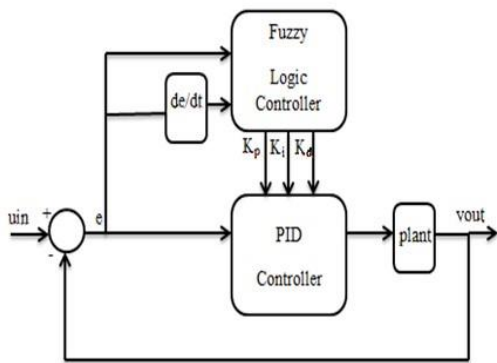 Fuzzy
Logic
Controller
de/dt
Kp Ki Kd
uin + e
-
PID
Controller
plant
vout